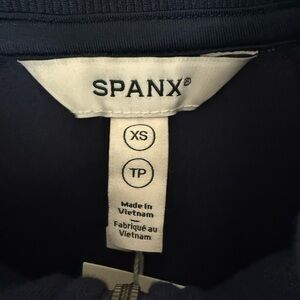 SPANX®
XS
TP
Made in
Vietnam
Fabriqué au
Vietnam